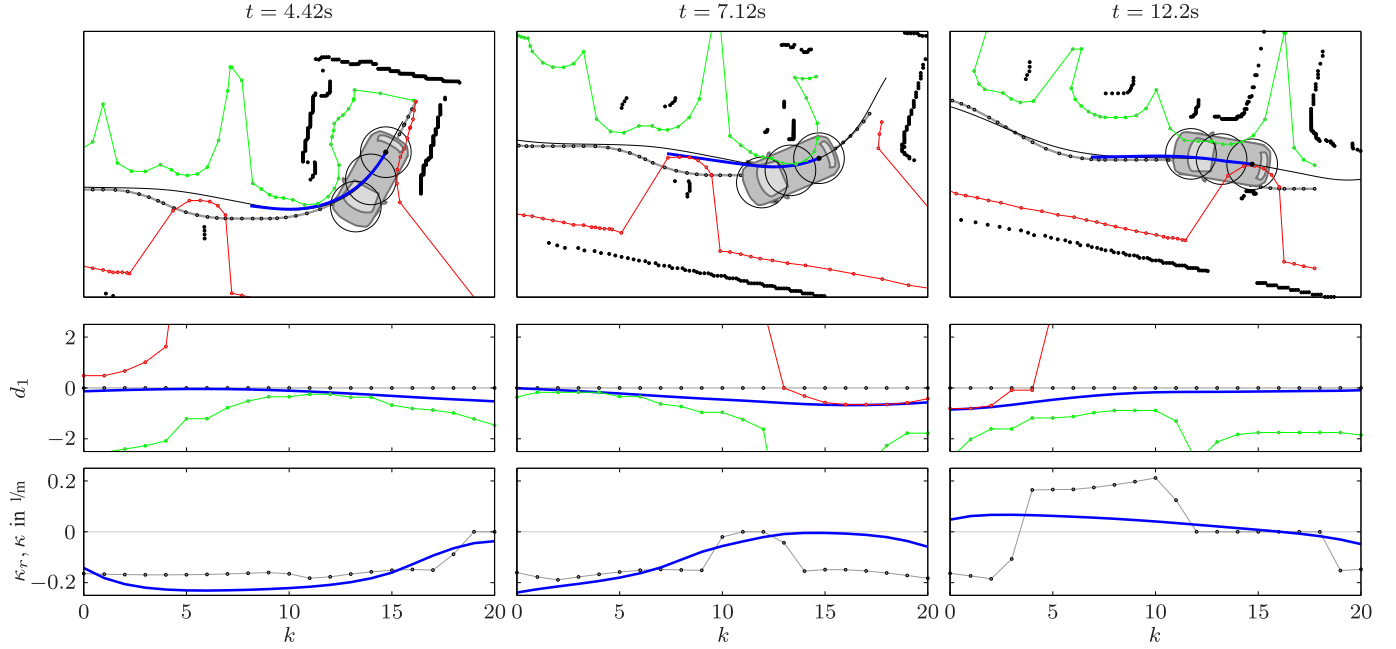 t = 4.42s
t = 7.12s
t = 12.2s
d₁
2
0
−2
κᵣ, κ in 1/m
0.2
0
−0.2
0 5 10 15 20
0 5 10 15 20
0 5 10 15 20
k
k
k